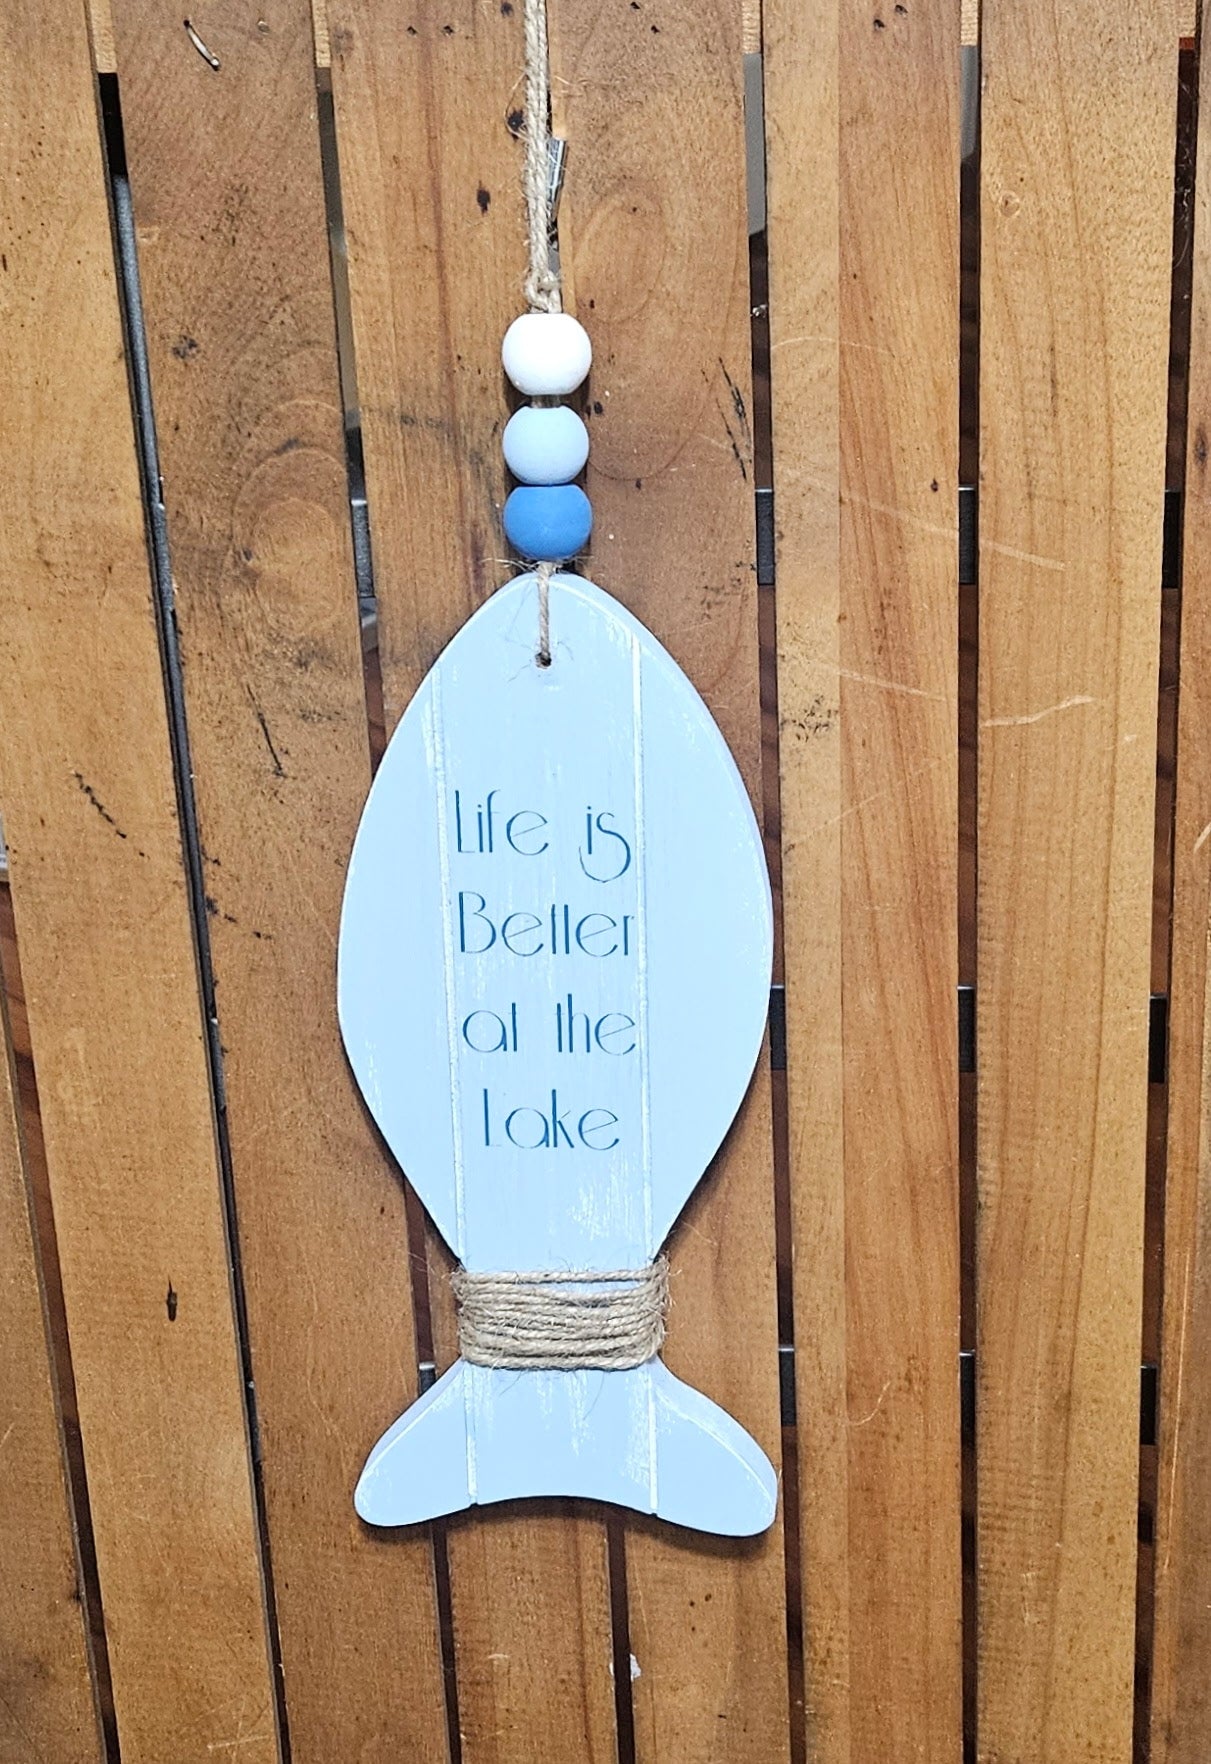 Life is
Better
at the
Lake